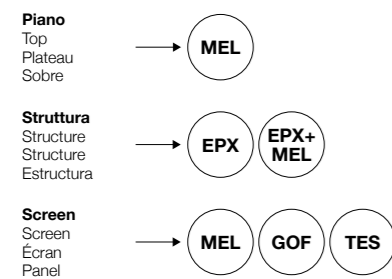 Piano
Top
Plateau
Sobre
MEL
Struttura
Structure
Structure
Estructura
EPX
EPX+
MEL
Screen
Screen
Écran
Panel
MEL
GOF
TES